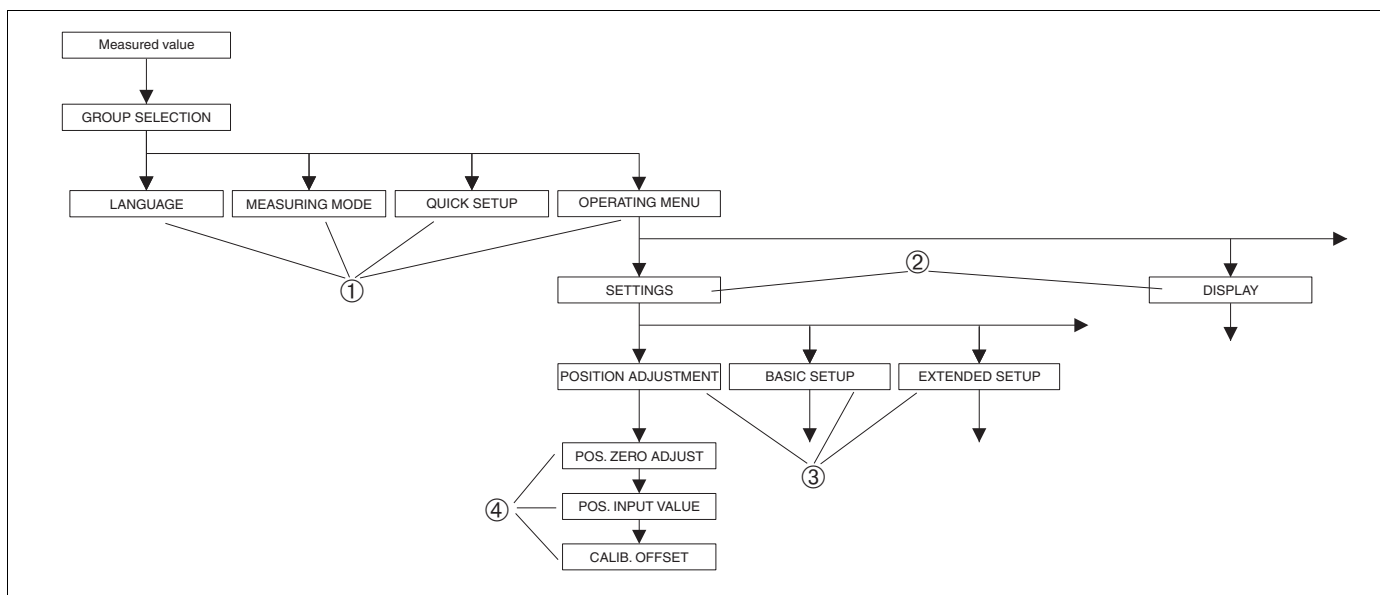 Measured value
GROUP SELECTION
LANGUAGE
MEASURING MODE
QUICK SETUP
OPERATING MENU
①
②
SETTINGS
DISPLAY
POSITION ADJUSTMENT
BASIC SETUP
EXTENDED SETUP
POS. ZERO ADJUST
③
④
POS. INPUT VALUE
CALIB. OFFSET